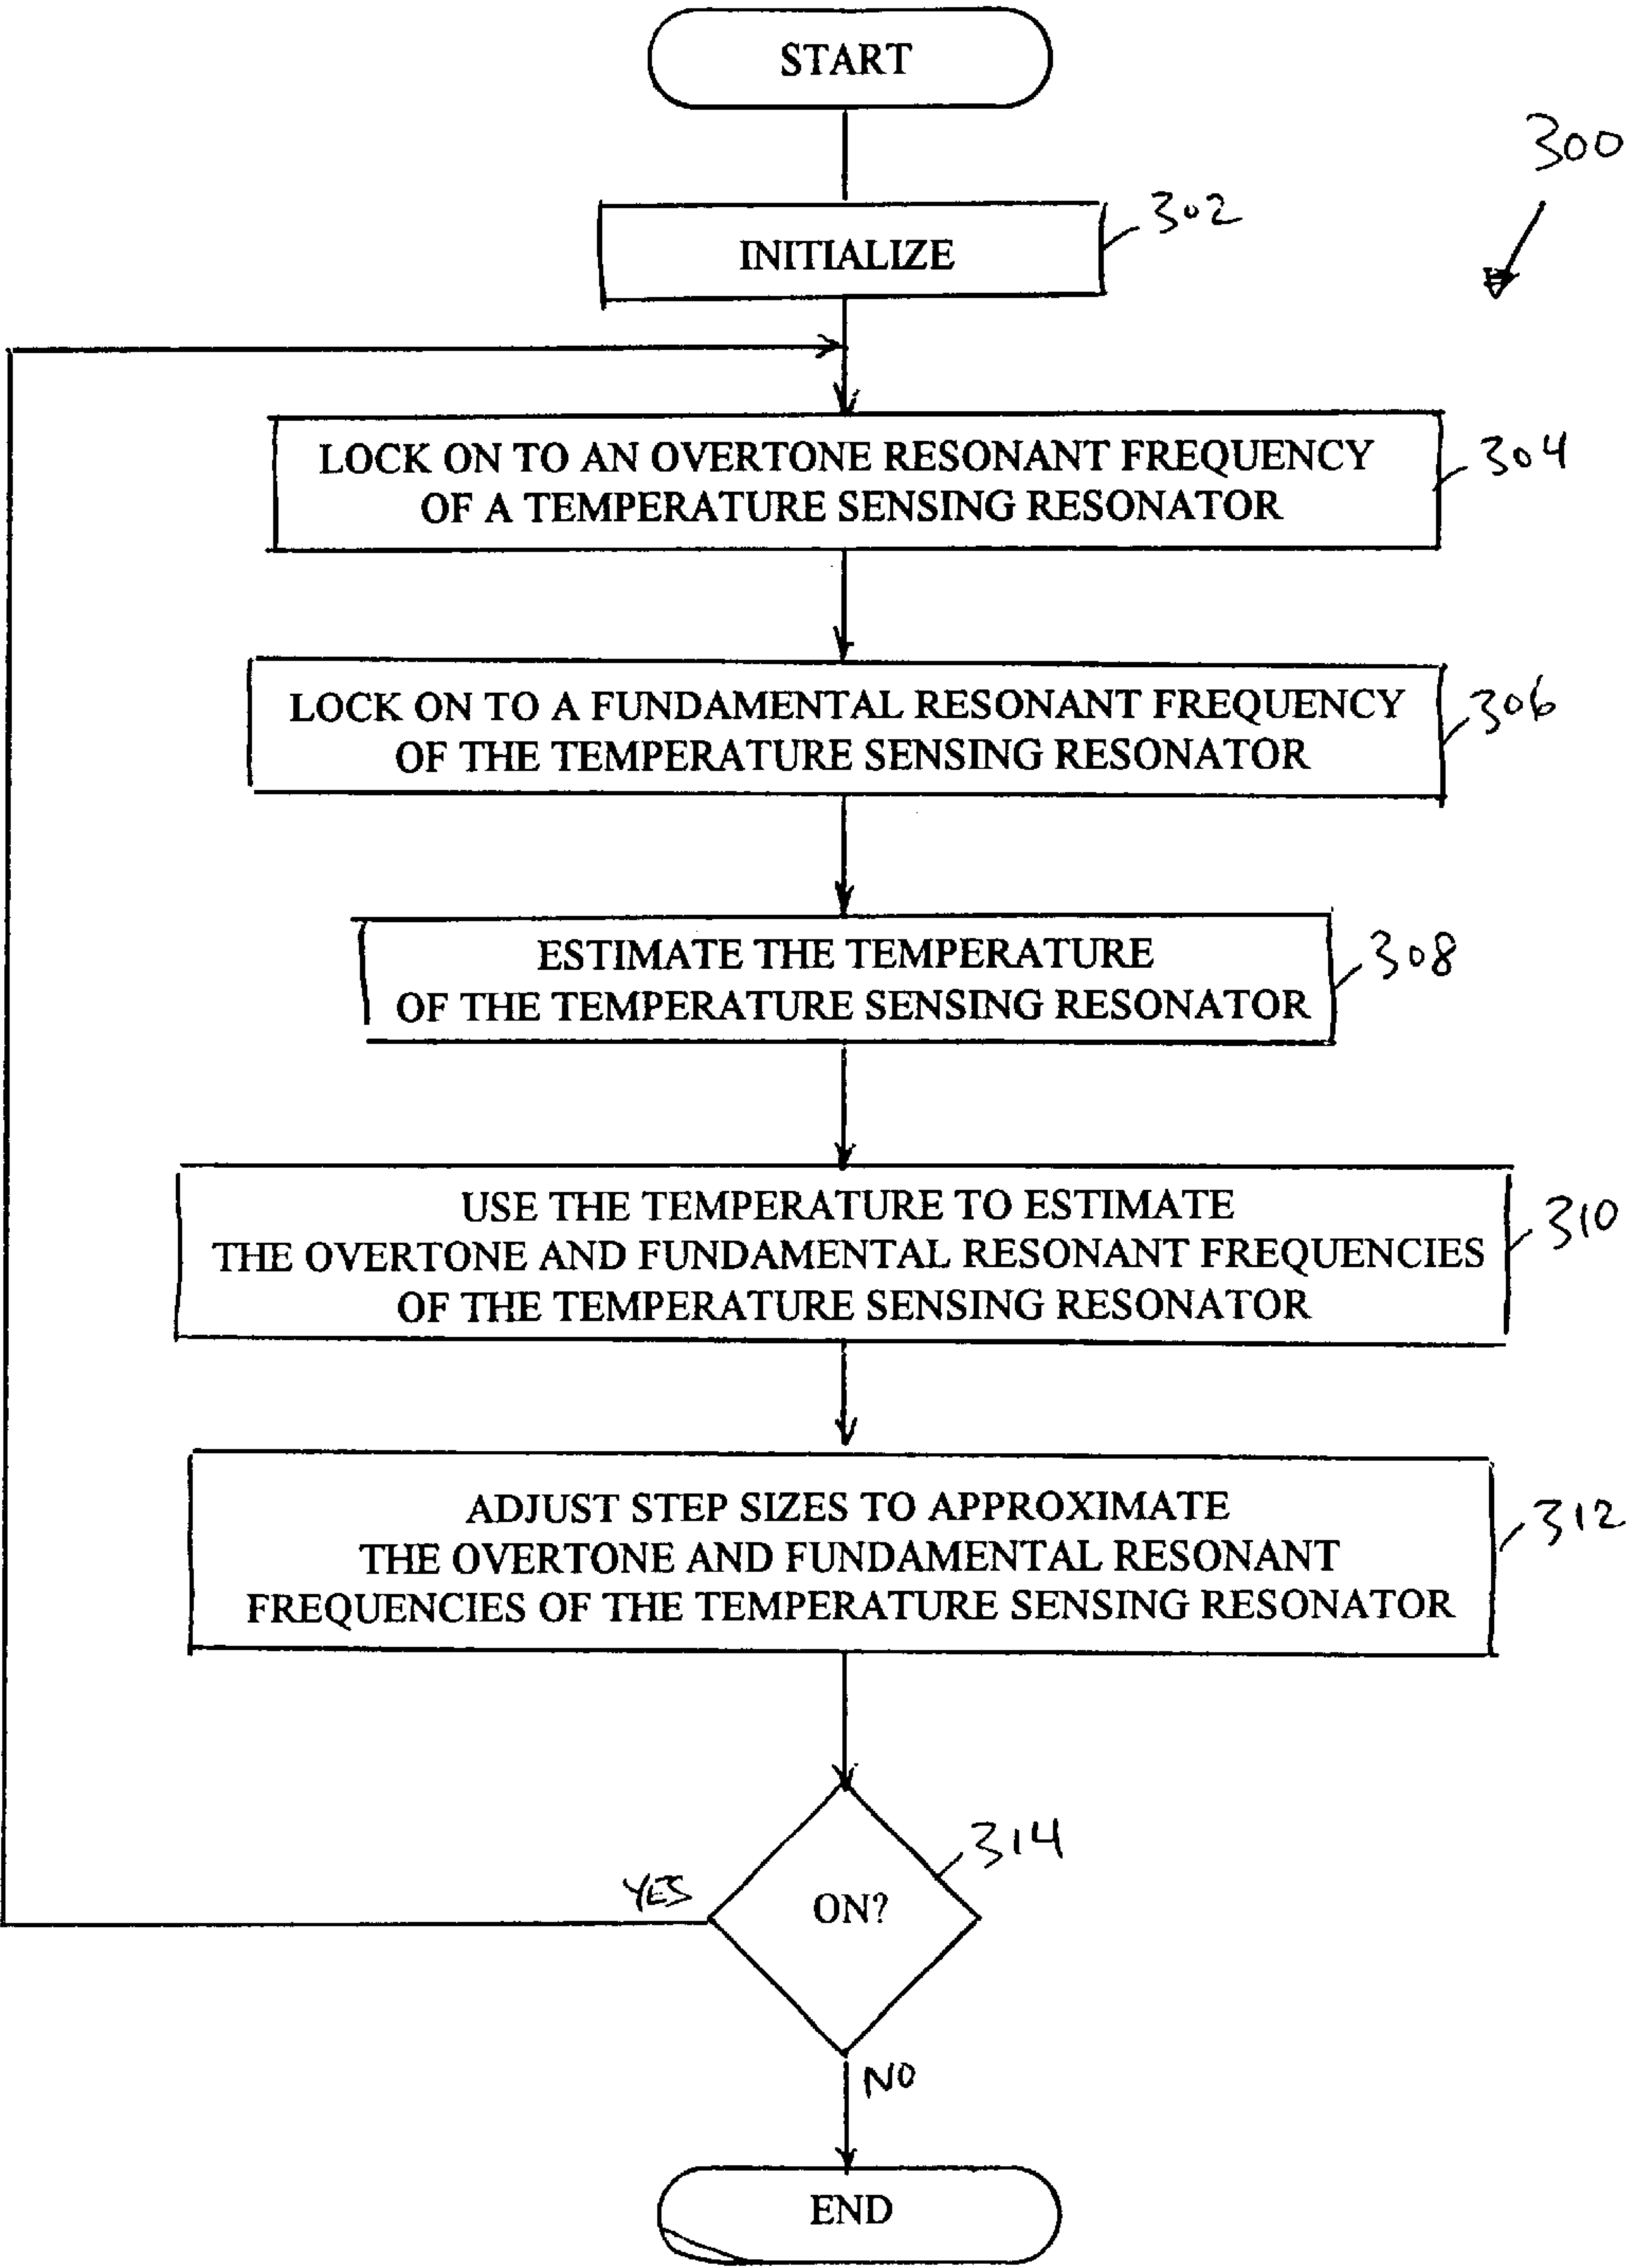 START
300
302
INITIALIZE
304
LOCK ON TO AN OVERTONE RESONANT FREQUENCY
OF A TEMPERATURE SENSING RESONATOR
306
LOCK ON TO A FUNDAMENTAL RESONANT FREQUENCY
OF THE TEMPERATURE SENSING RESONATOR
308
ESTIMATE THE TEMPERATURE
OF THE TEMPERATURE SENSING RESONATOR
310
USE THE TEMPERATURE TO ESTIMATE
THE OVERTONE AND FUNDAMENTAL RESONANT FREQUENCIES
OF THE TEMPERATURE SENSING RESONATOR
312
ADJUST STEP SIZES TO APPROXIMATE
THE OVERTONE AND FUNDAMENTAL RESONANT
FREQUENCIES OF THE TEMPERATURE SENSING RESONATOR
314
YES
ON?
NO
END